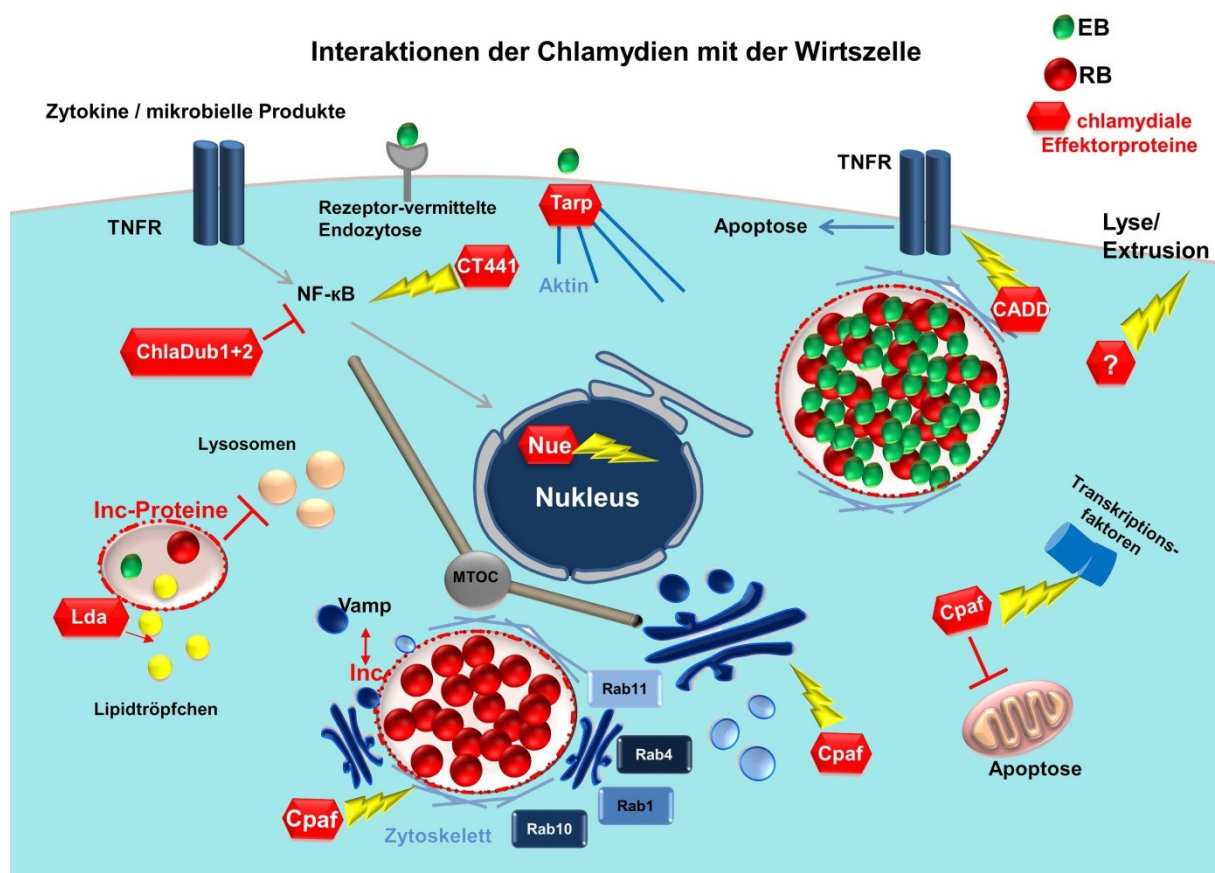 Interaktionen der Chlamydien mit der Wirtszelle
EB
RB
chlamydiale
Effektorproteine
Zytokine / mikrobielle Produkte
TNFR
Rezeptor-vermittelte
Endozytose
Tarp
Aktin
TNFR
Apoptose
Lyse/
Extrusion
CT441
NF-κB
CADD
?
ChlaDub1+2
Nue
Nukleus
Lysosomen
Inc-Proteine
Transkriptions-
faktoren
MTOC
Vamp
Cpaf
Lda
Inc
Rab11
Lipidtröpfchen
Rab4
Cpaf
Apoptose
Rab1
Cpaf
Zytoskelett
Rab10